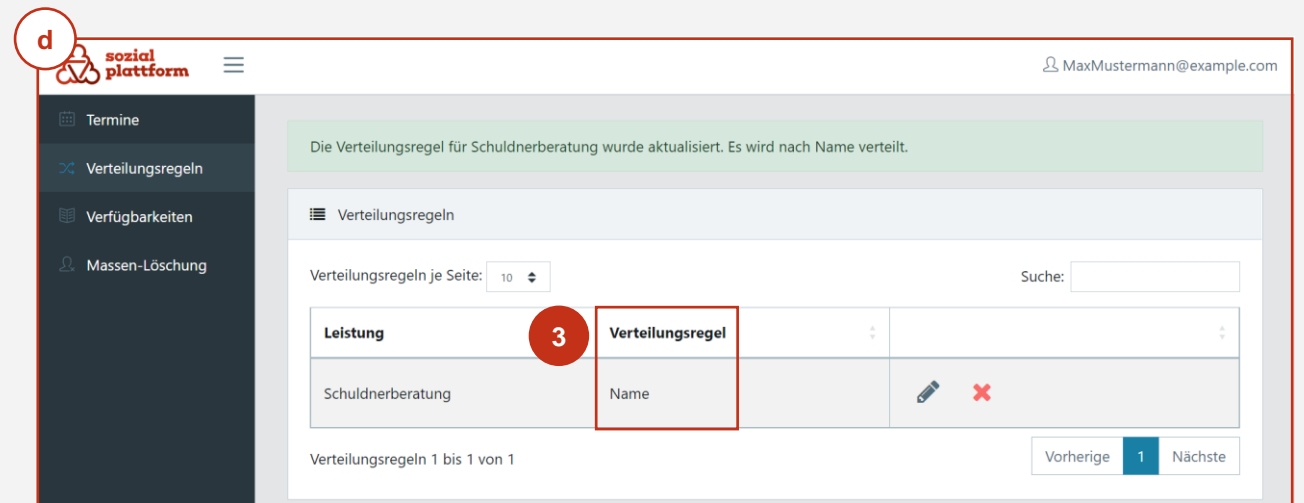 d
sozial
plattform
MaxMustermann@example.com
Termine
Verteilungsregeln
Verfügbarkeiten
Massen-Löschung
Die Verteilungsregel für Schuldnerberatung wurde aktualisiert. Es wird nach Name verteilt.
Verteilungsregeln
Verteilungsregeln je Seite: 10
Suche:
Leistung 3 Verteilungsregel
Schuldnerberatung Name
Verteilungsregeln 1 bis 1 von 1
Vorherige 1 Nächste